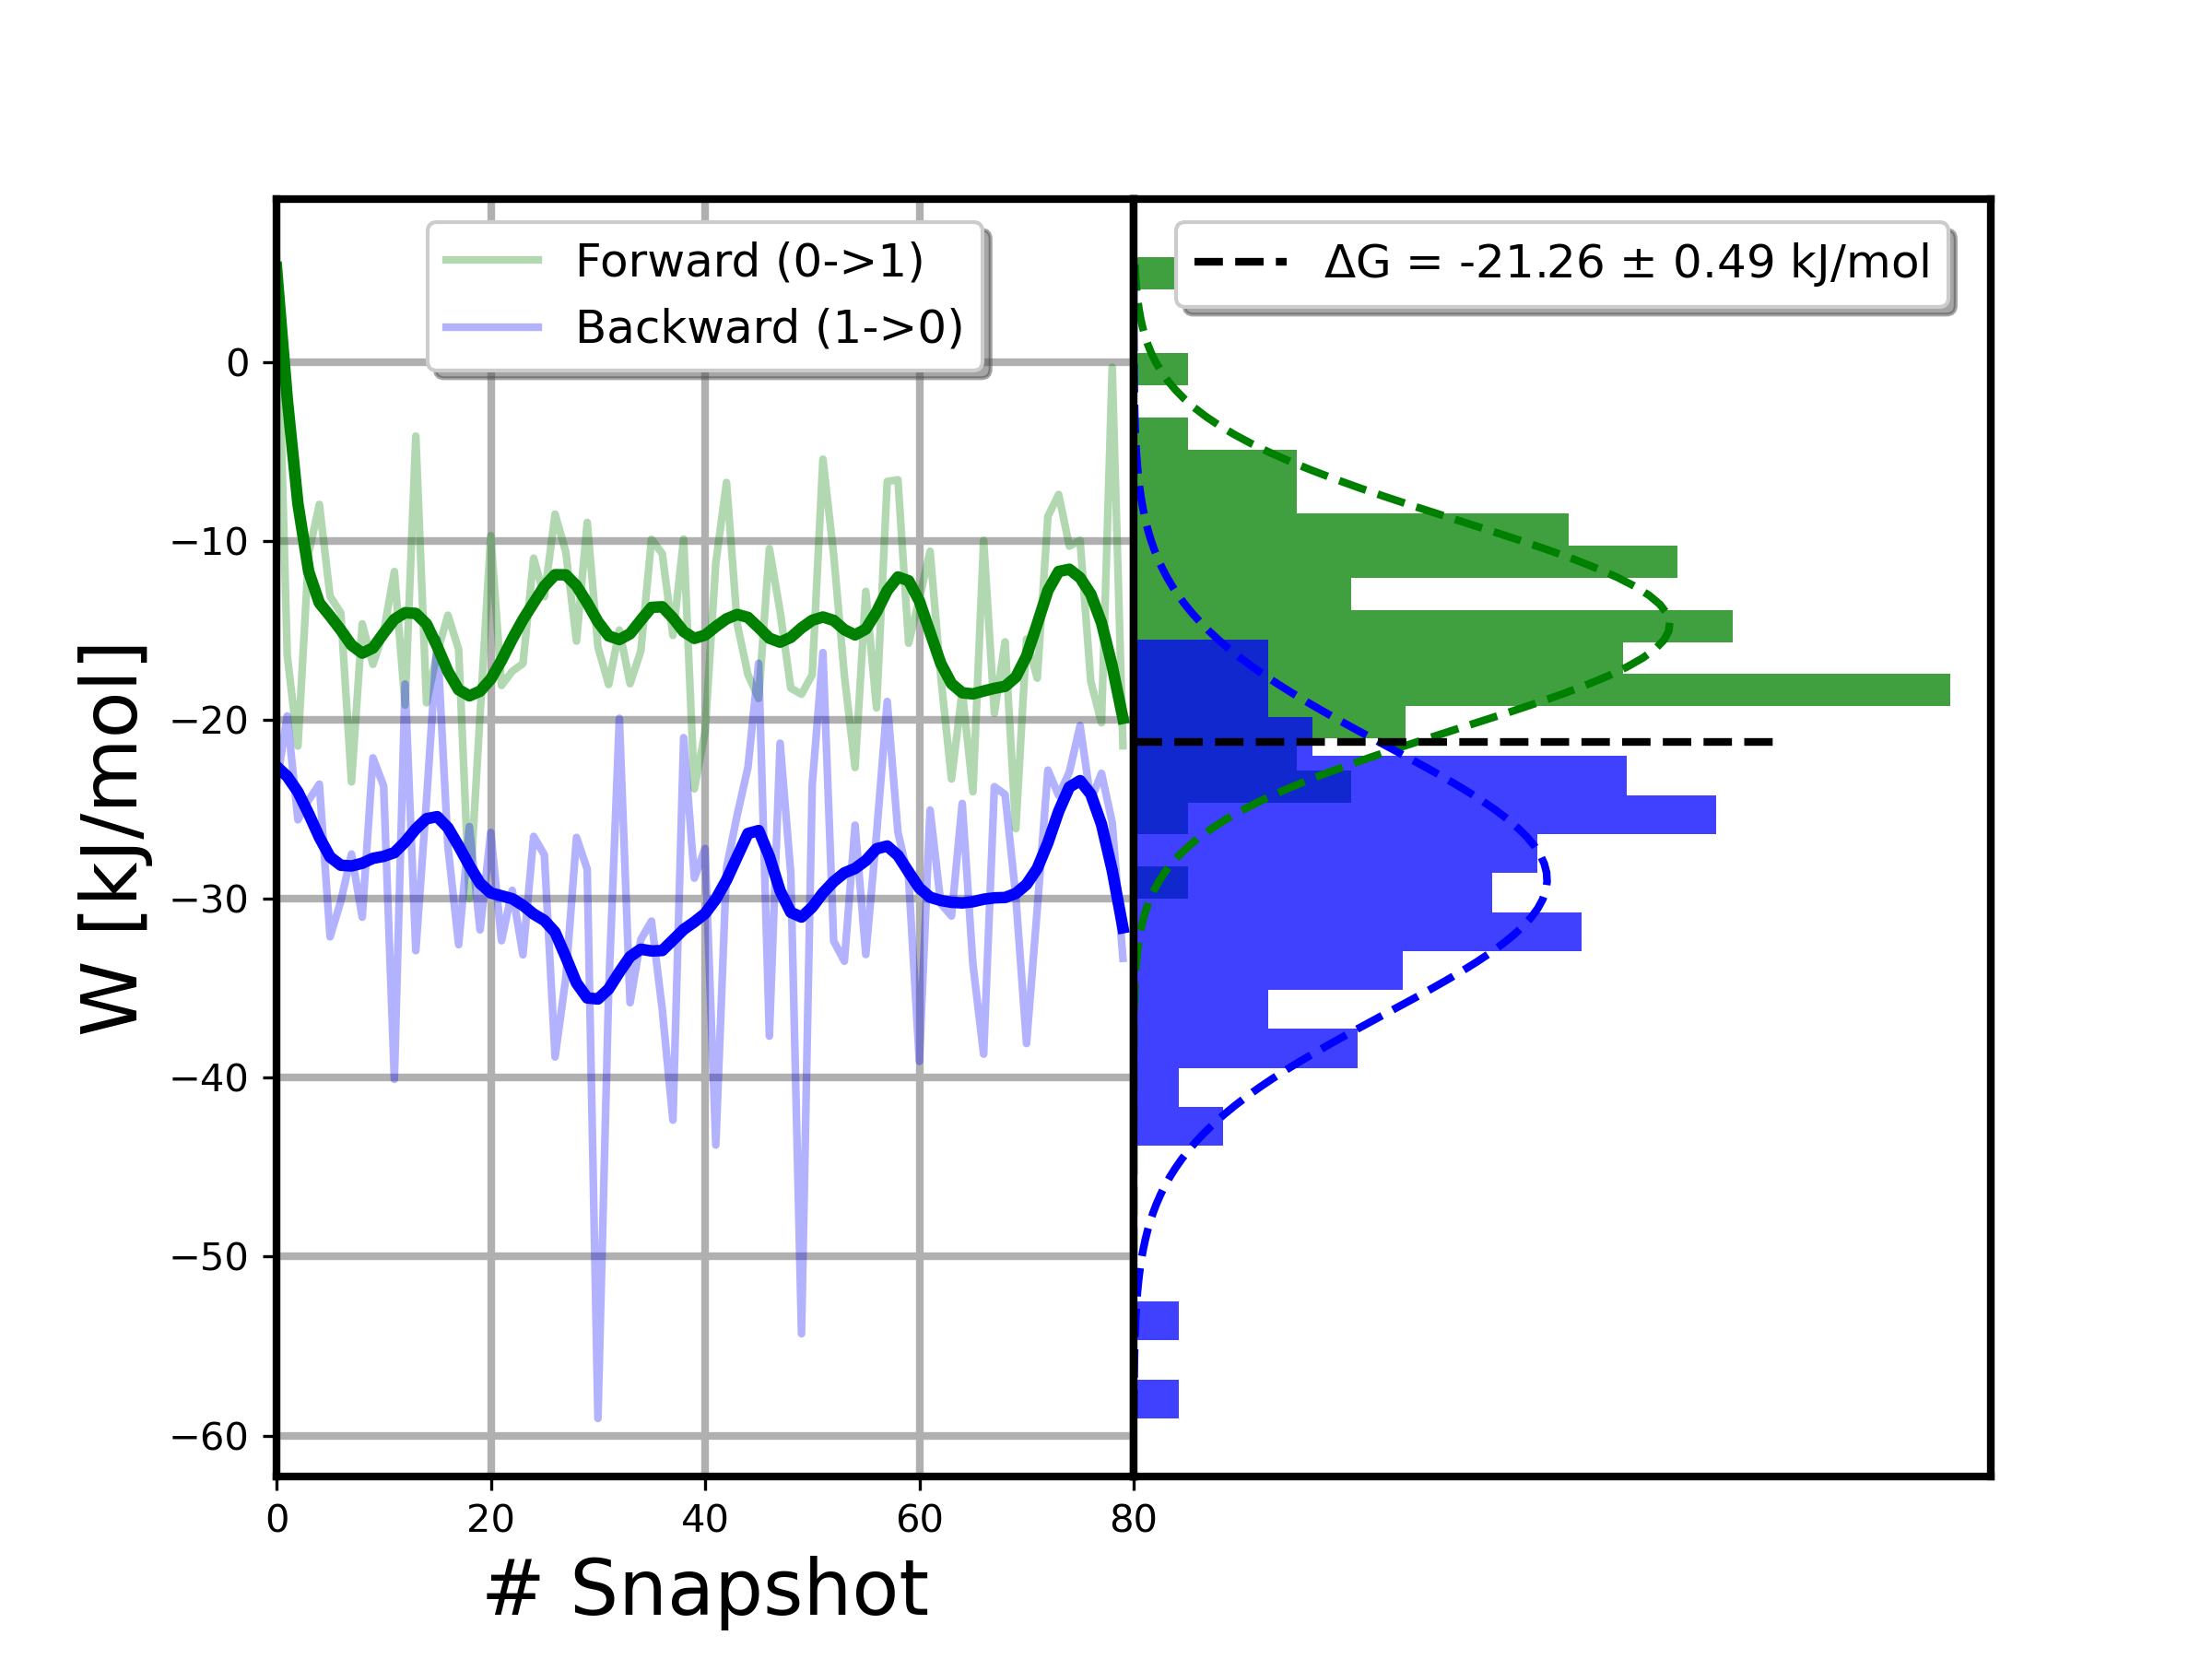 Forward (0->1)
Backward (1->0)
ΔG = -21.26 ± 0.49 kJ/mol
W [kJ/mol]
0
−10
−20
−30
−40
−50
−60
0 20 40 60 80
# Snapshot